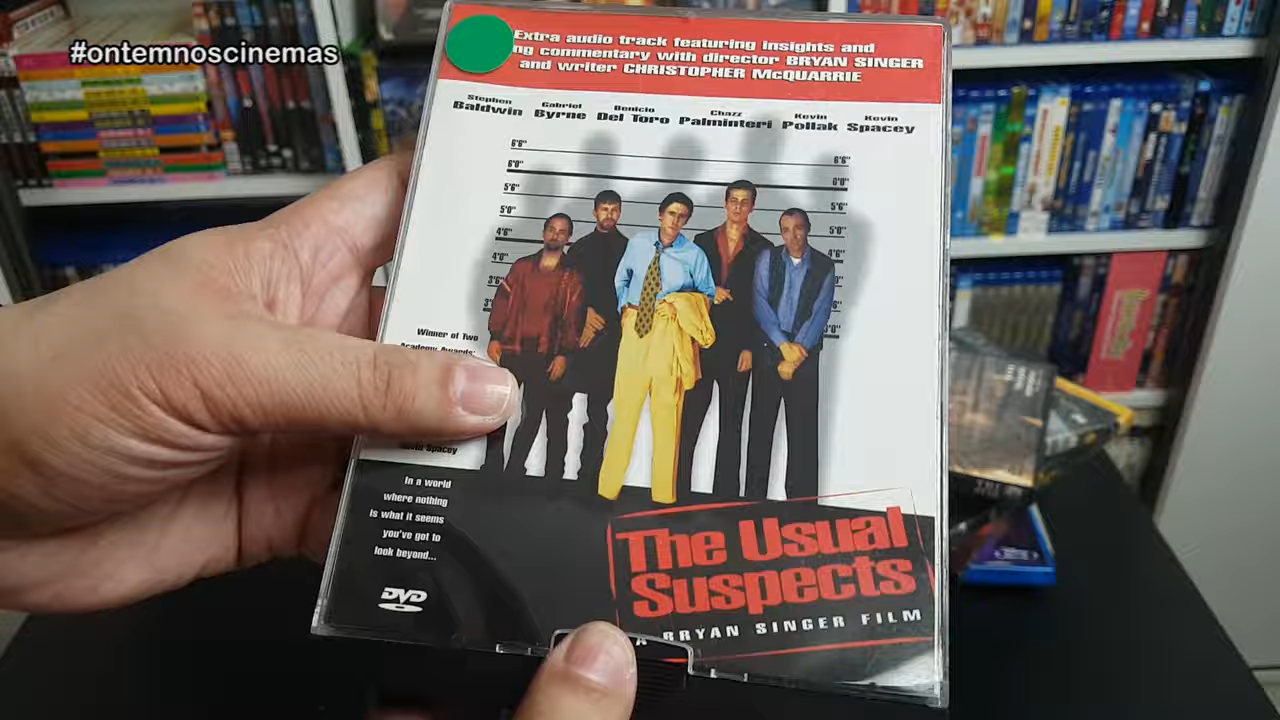 #ontemnoscinemas
Extra audio track featuring insights and
commentary with director BRYAN SINGER
and writer CHRISTOPHER McQUARRIE
Stephen Baldwin
Gabriel Byrne
Benicio Del Toro
Chazz Palminteri
Kevin Pollak
Kevin Spacey
6'6" 6'6"
6'0" 6'0"
5'6" 5'6"
5'0" 5'0"
4'6" 4'6"
4'0"
Winner of Two
Academy Awards:
Spacey
In a world
where nothing
is what it seems
you've got to
look beyond...
The Usual
Suspects
A BRYAN SINGER FILM
DVD